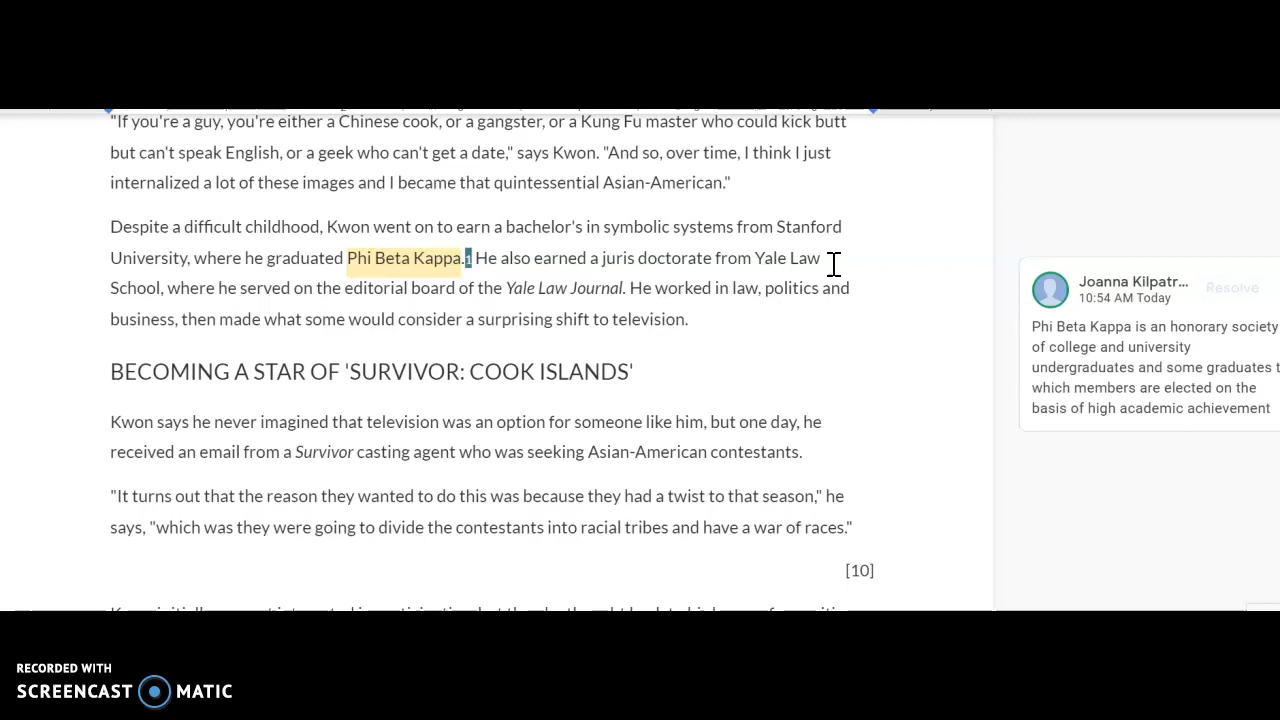 "If you're a guy, you're either a Chinese cook, or a gangster, or a Kung Fu master who could kick butt
but can't speak English, or a geek who can't get a date," says Kwon. "And so, over time, I think I just
internalized a lot of these images and I became that quintessential Asian-American."
Despite a difficult childhood, Kwon went on to earn a bachelor's in symbolic systems from Stanford
University, where he graduated Phi Beta Kappa.1 He also earned a juris doctorate from Yale Law
School, where he served on the editorial board of the Yale Law Journal. He worked in law, politics and
business, then made what some would consider a surprising shift to television.
BECOMING A STAR OF 'SURVIVOR: COOK ISLANDS'
Kwon says he never imagined that television was an option for someone like him, but one day, he
received an email from a Survivor casting agent who was seeking Asian-American contestants.
"It turns out that the reason they wanted to do this was because they had a twist to that season," he
says, "which was they were going to divide the contestants into racial tribes and have a war of races."
[10]
Joanna Kilpatr...
Resolve
10:54 AM Today
Phi Beta Kappa is an honorary society
of college and university
undergraduates and some graduates t
which members are elected on the
basis of high academic achievement
RECORDED WITH
SCREENCAST MATIC